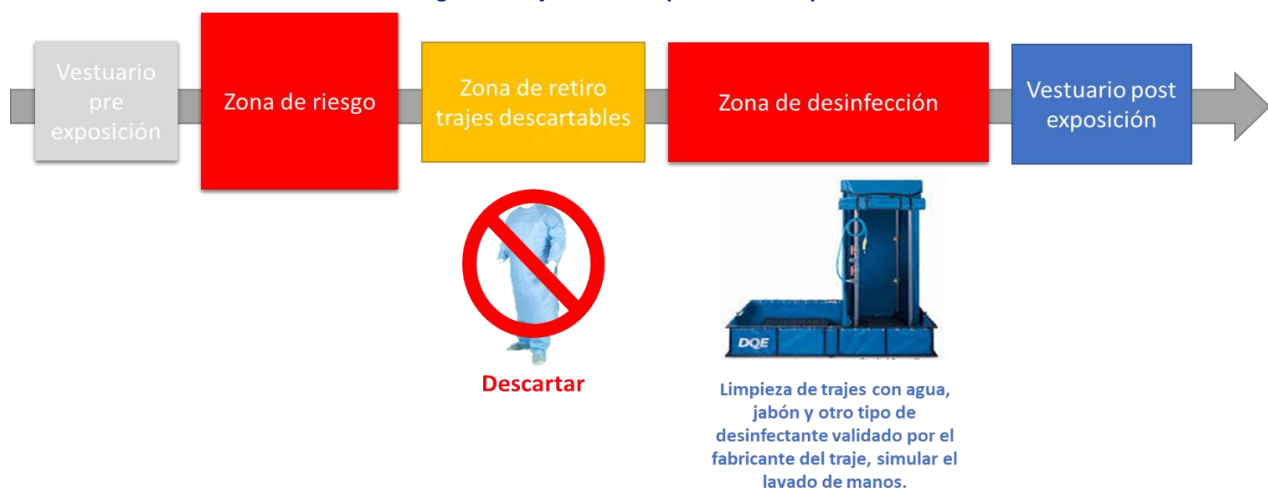 Vestuario
pre
exposición
Zona de riesgo
Zona de retiro
trajes descartables
Zona de desinfección
Vestuario post
exposición
Descartar
DQE
Limpieza de trajes con agua,
jabón y otro tipo de
desinfectante validado por el
fabricante del traje, simular el
lavado de manos.